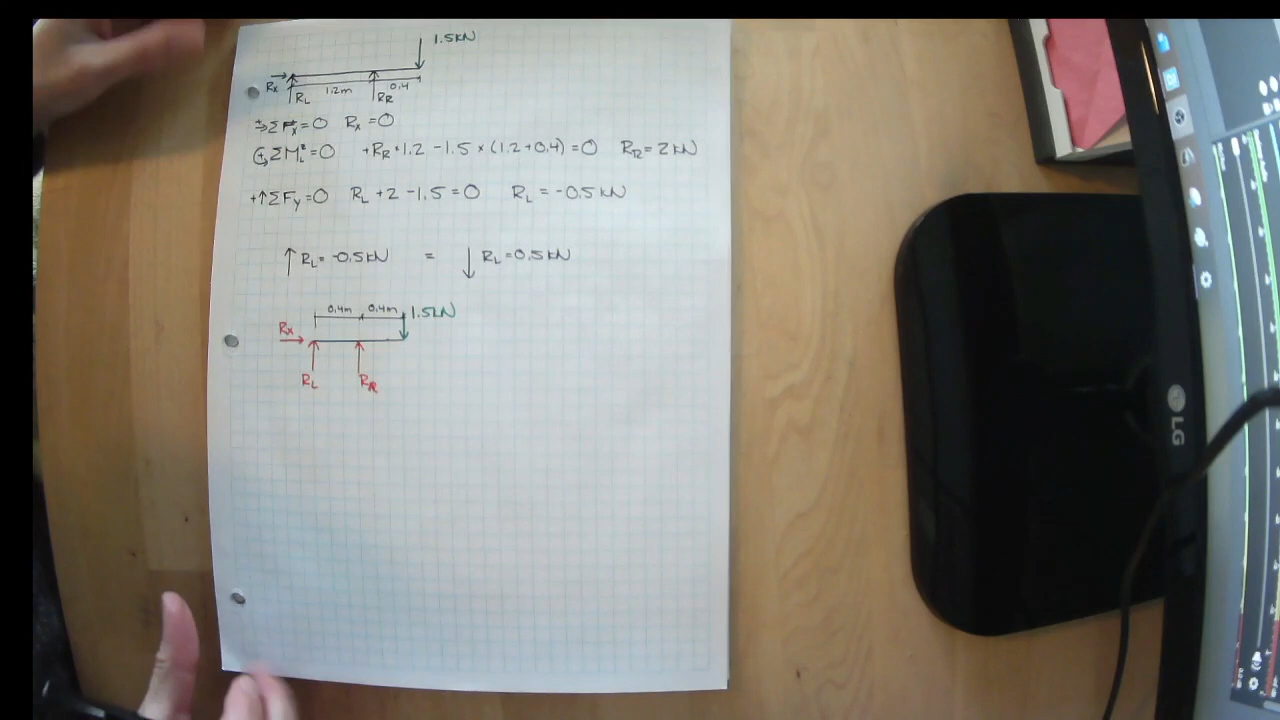 1.5kN
Rx
RL
1.2m
RR
0.4
+→ΣFx=0 Rx=0
+ΣML=0 +RR·1.2 -1.5×(1.2+0.4)=0 RR=2kN
+↑ΣFy=0 RL+2-1.5=0 RL=-0.5kN
↑RL=-0.5kN = ↓RL=0.5kN
0.4m 0.4m 1.5kN
Rx
RL RR
LG